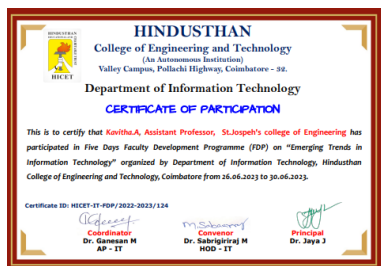 HINDUSTHAN
College of Engineering and Technology
(An Autonomous Institution)
Valley Campus, Pollachi Highway, Coimbatore – 32.
HICET
Department of Information Technology
CERTIFICATE OF PARTICIPATION
This is to certify that Kavitha.A, Assistant Professor, St.Jospeh's college of Engineering has
participated in Five Days Faculty Development Programme (FDP) on "Emerging Trends in
Information Technology" organized by Department of Information Technology, Hindusthan
College of Engineering and Technology, Coimbatore from 26.06.2023 to 30.06.2023.
Certificate ID: HICET-IT-FDP/2022-2023/124
Coordinator
Dr. Ganesan M
AP - IT
Convenor
Dr. Sabrigiriraj M
HOD - IT
Principal
Dr. Jaya J